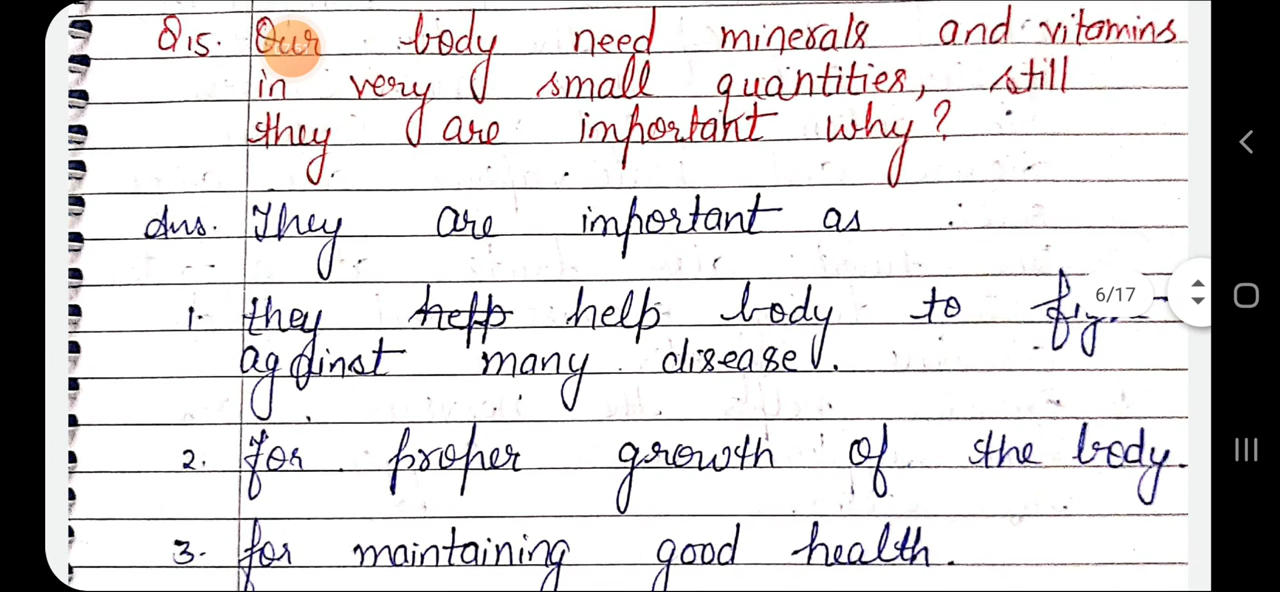 Q15. Our body need minerals and vitamins
in very small quantities, still
they are important why?
Ans. They are important as :
1. they help help body to
against many disease.
2. for proper growth of the body.
3. for maintaining good health.
6/17